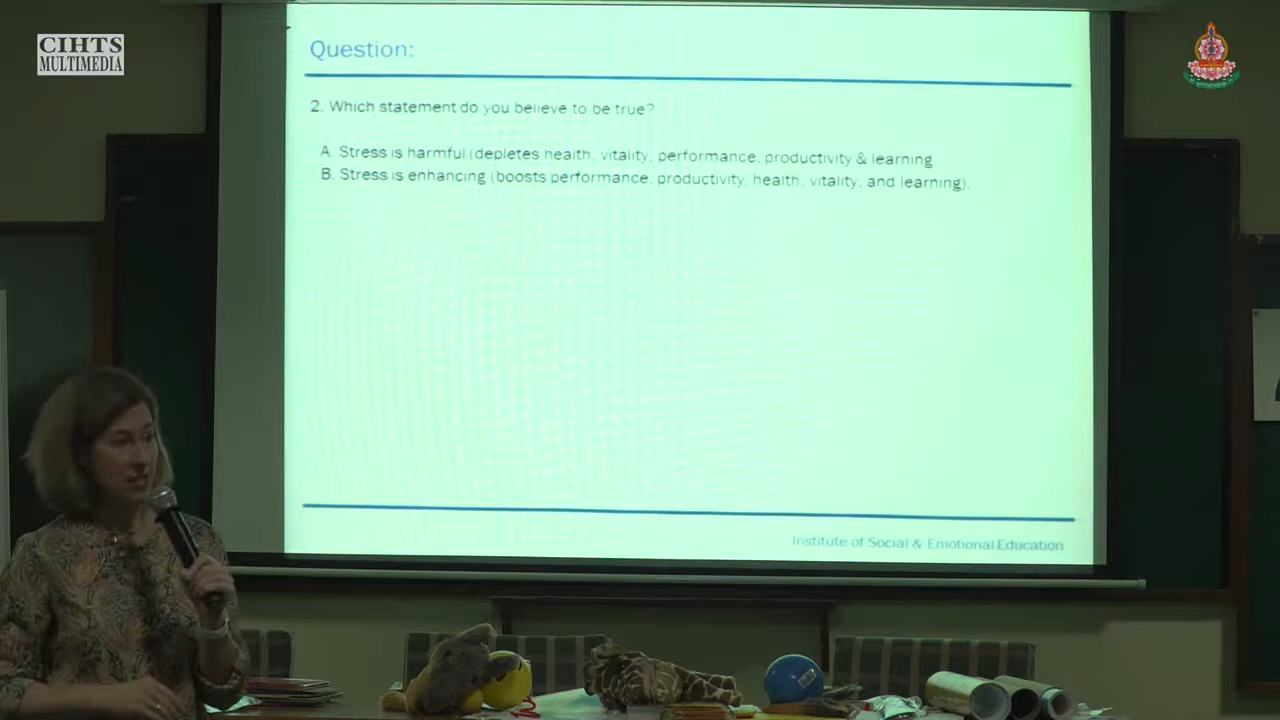 CIHTS
MULTIMEDIA
Question:
2. Which statement do you believe to be true?
A. Stress is harmful (depletes health, vitality, performance, productivity & learning
B. Stress is enhancing (boosts performance, productivity, health, vitality, and learning).
Institute of Social & Emotional Education